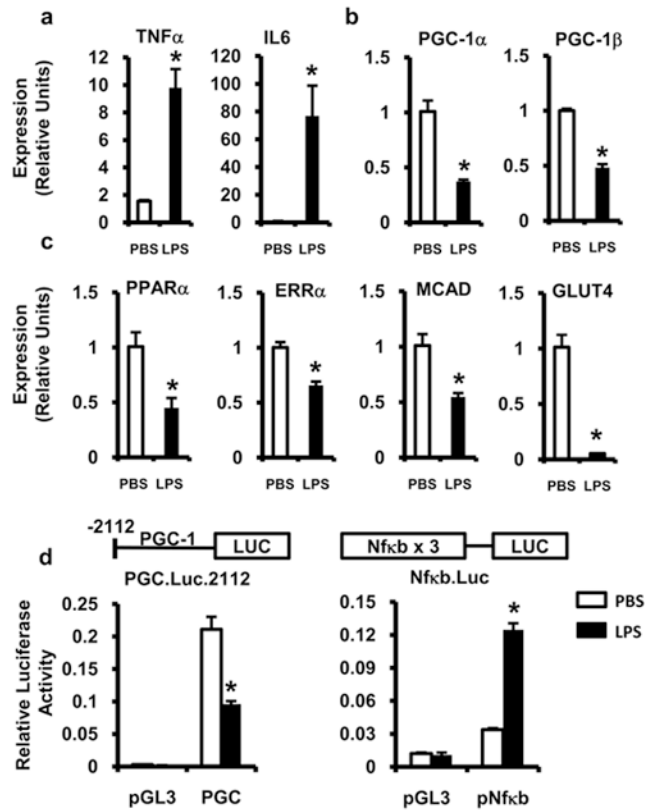 a
TNFα
IL6
b
PGC-1α
PGC-1β
Expression
(Relative Units)
12
10
8
6
4
2
0
*
PBS LPS
120
100
80
60
40
20
0
*
PBS LPS
1.5
1
0.5
0
*
PBS LPS
1.5
1
0.5
0
*
PBS LPS
c
PPARα
ERRα
MCAD
GLUT4
Expression
(Relative Units)
1.5
1
0.5
0
*
PBS LPS
1.5
1
0.5
0
*
PBS LPS
1.5
1
0.5
0
*
PBS LPS
1.5
1
0.5
0
*
PBS LPS
d
-2112
PGC-1
LUC
PGC.Luc.2112
Nfκb x 3
LUC
Nfκb.Luc
Relative Luciferase
Activity
0.25
0.2
0.15
0.1
0.05
0
*
pGL3 PGC
0.15
0.12
0.09
0.06
0.03
0
*
pGL3 pNfκb
PBS
LPS